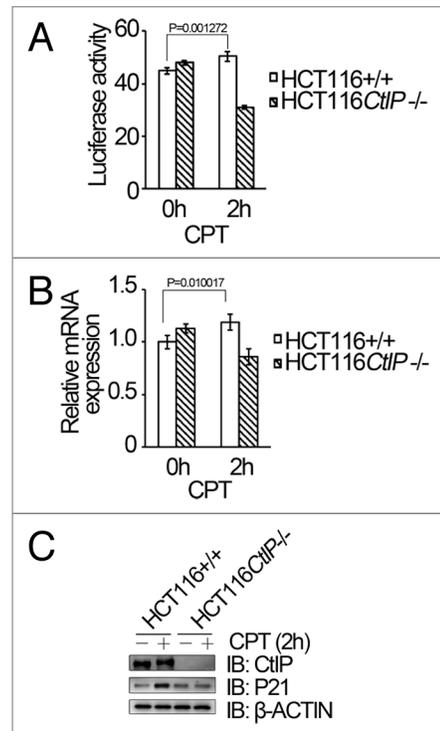 A
Luciferase activity
60
40
20
0
P=0.001272
HCT116+/+
HCT116CtIP-/-
0h 2h
CPT
B
Relative mRNA
expression
1.5
1.0
0.5
0
P=0.010017
HCT116+/+
HCT116CtIP-/-
0h 2h
CPT
C
HCT116+/+ HCT116CtIP-/-
− + − + CPT (2h)
IB: CtIP
IB: P21
IB: β-ACTIN